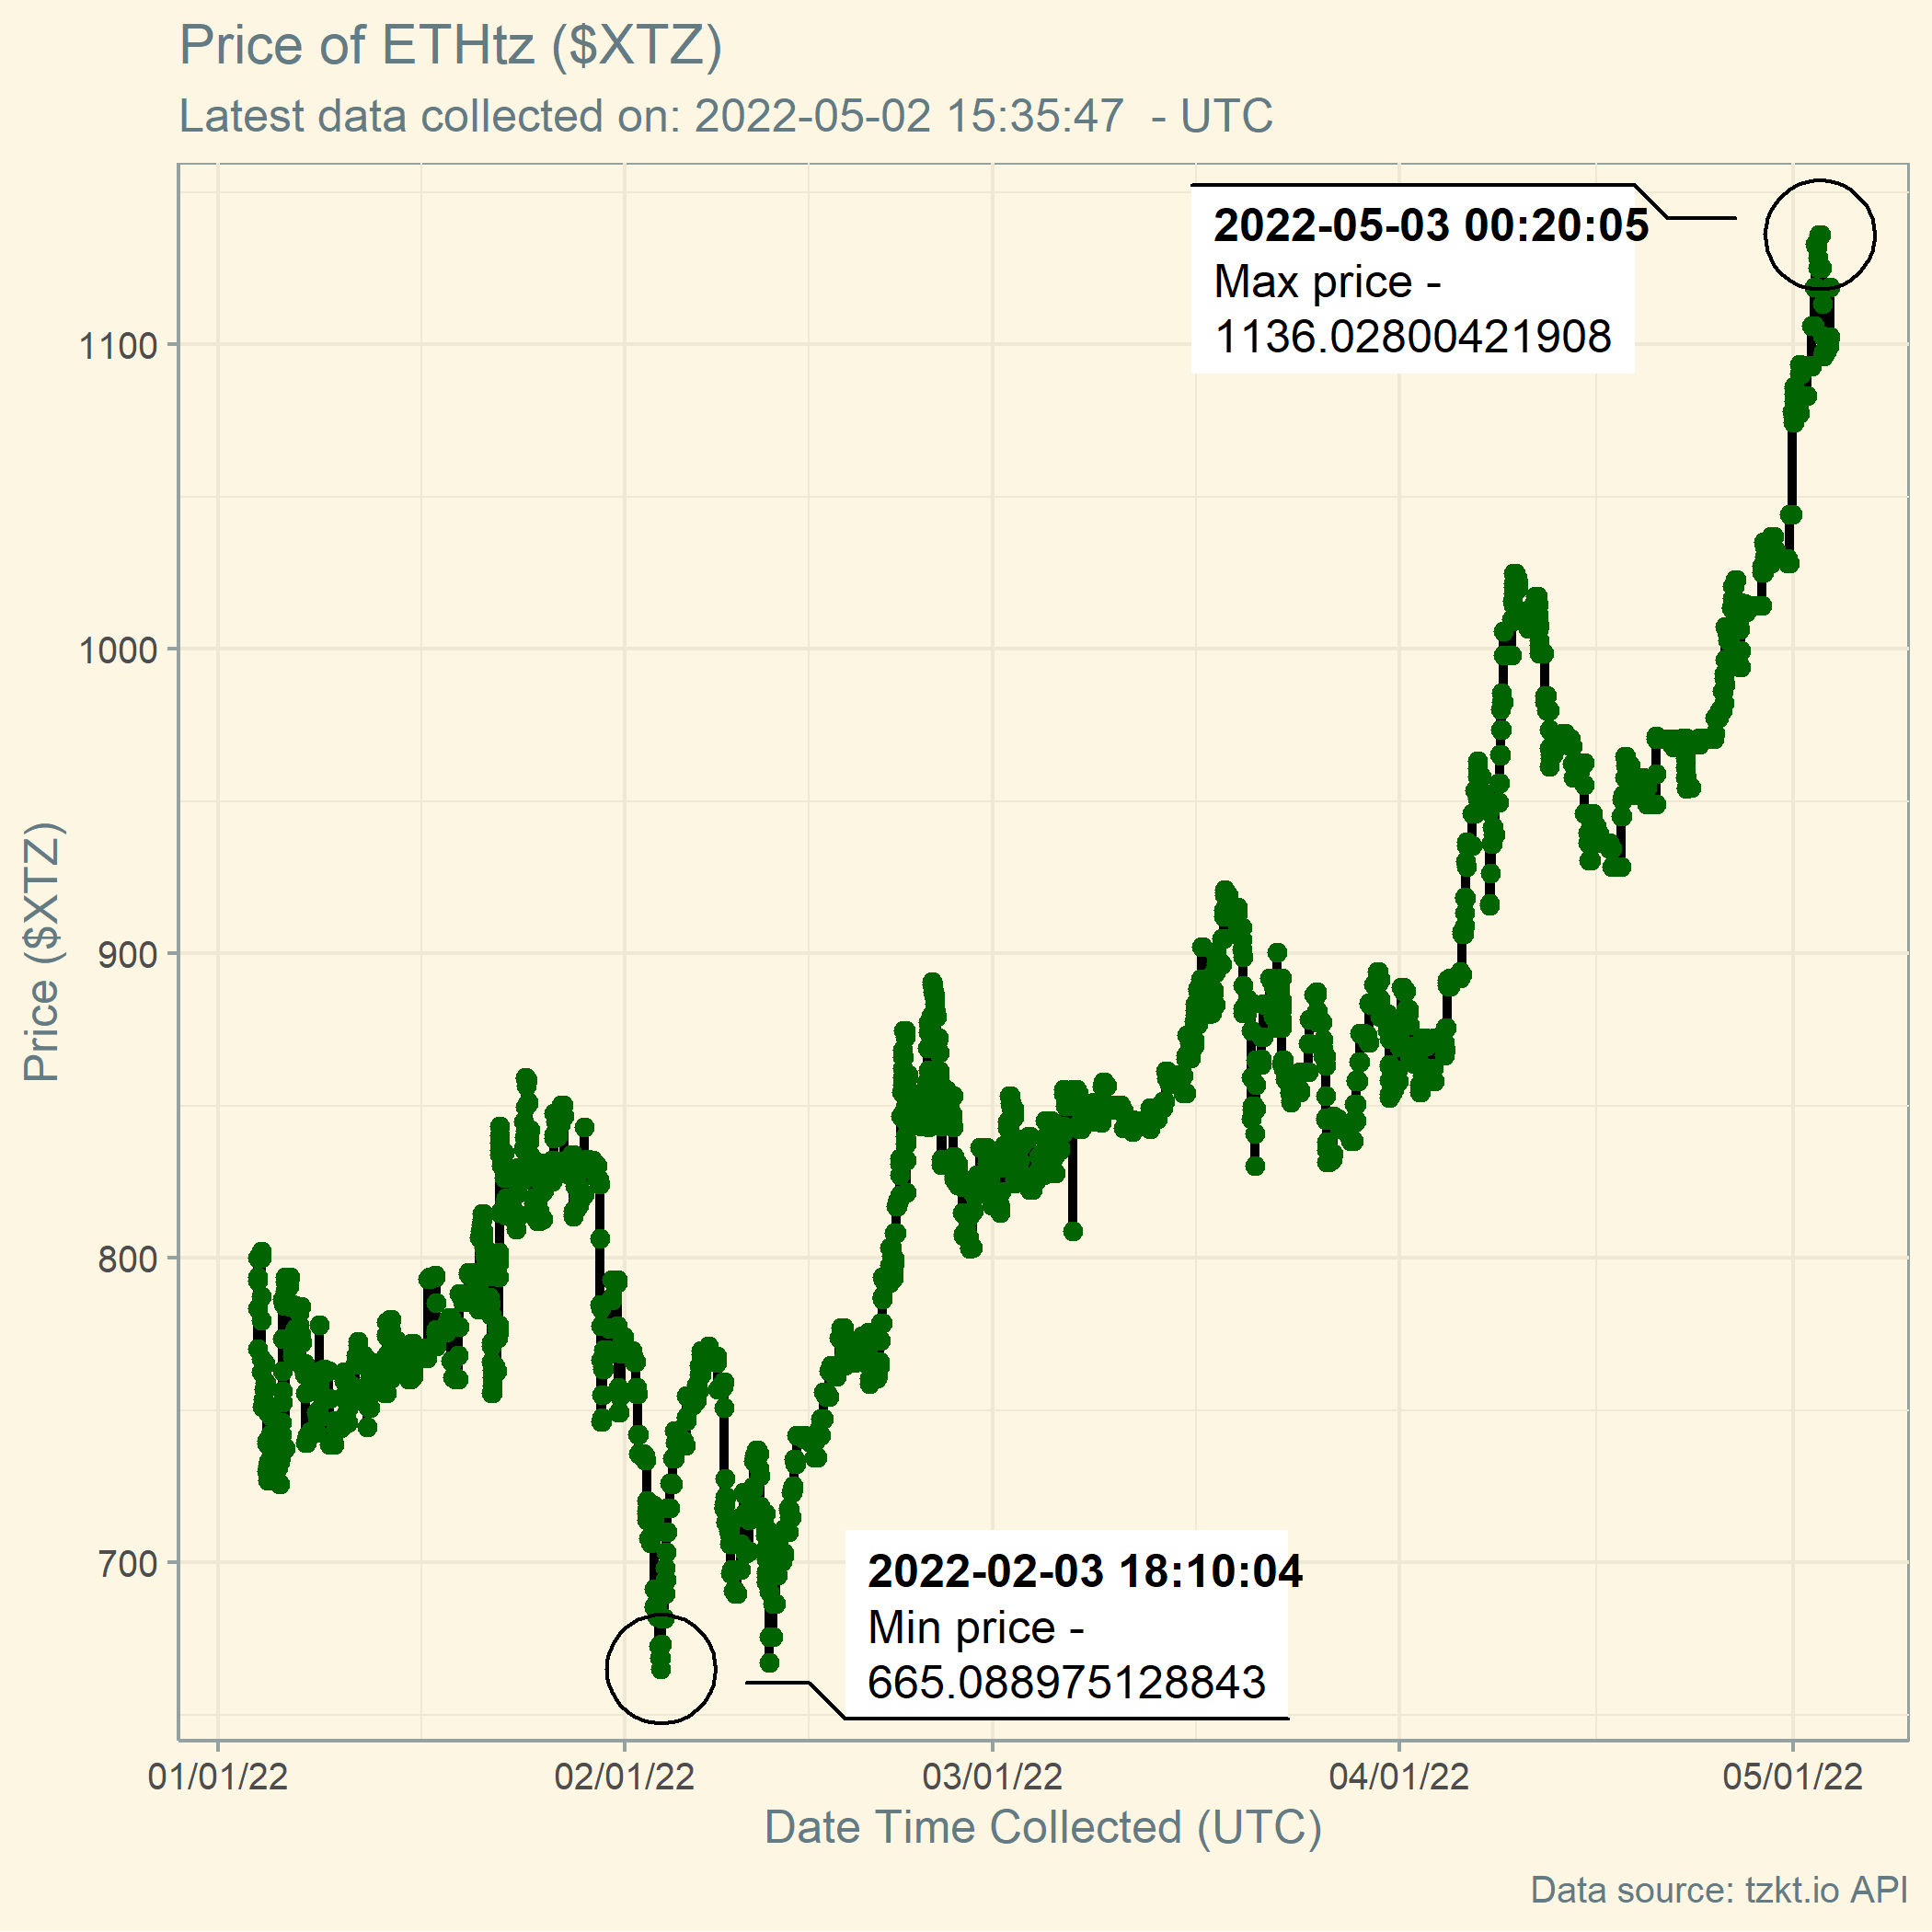 Price of ETHtz ($XTZ)
Latest data collected on: 2022-05-02 15:35:47  - UTC
2022-05-03 00:20:05
Max price -
1136.02800421908
1100
1000
900
800
700
Price ($XTZ)
2022-02-03 18:10:04
Min price -
665.088975128843
01/01/22 02/01/22 03/01/22 04/01/22 05/01/22
Date Time Collected (UTC)
Data source: tzkt.io API